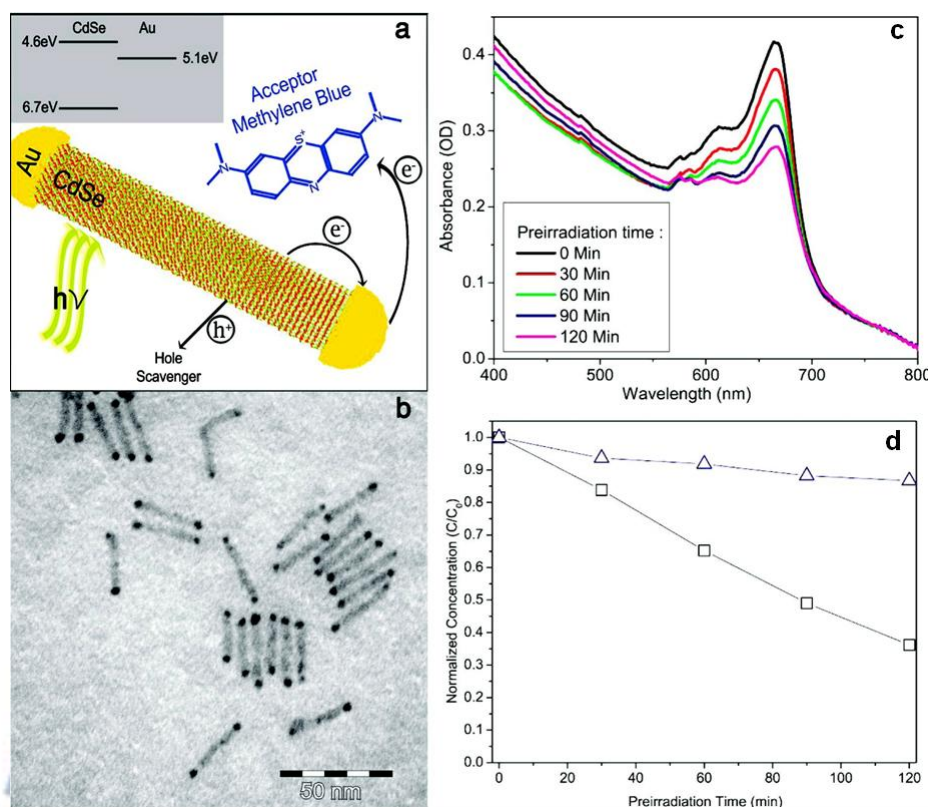 a
CdSe Au
4.6eV
5.1eV
6.7eV
Acceptor
Methylene Blue
S+
N
N
N
Au
CdSe
e-
e-
hν
h+
Hole
Scavenger
b
50 nm
c
Absorbance (OD)
0.4
0.3
0.2
0.1
0.0
Preirradiation time :
0 Min
30 Min
60 Min
90 Min
120 Min
400 500 600 700 800
Wavelength (nm)
d
Normalized Concentration (C/C₀)
1.0
0.9
0.8
0.7
0.6
0.5
0.4
0.3
0.2
0.1
0.0
0 20 40 60 80 100 120
Preirradiation Time (min)